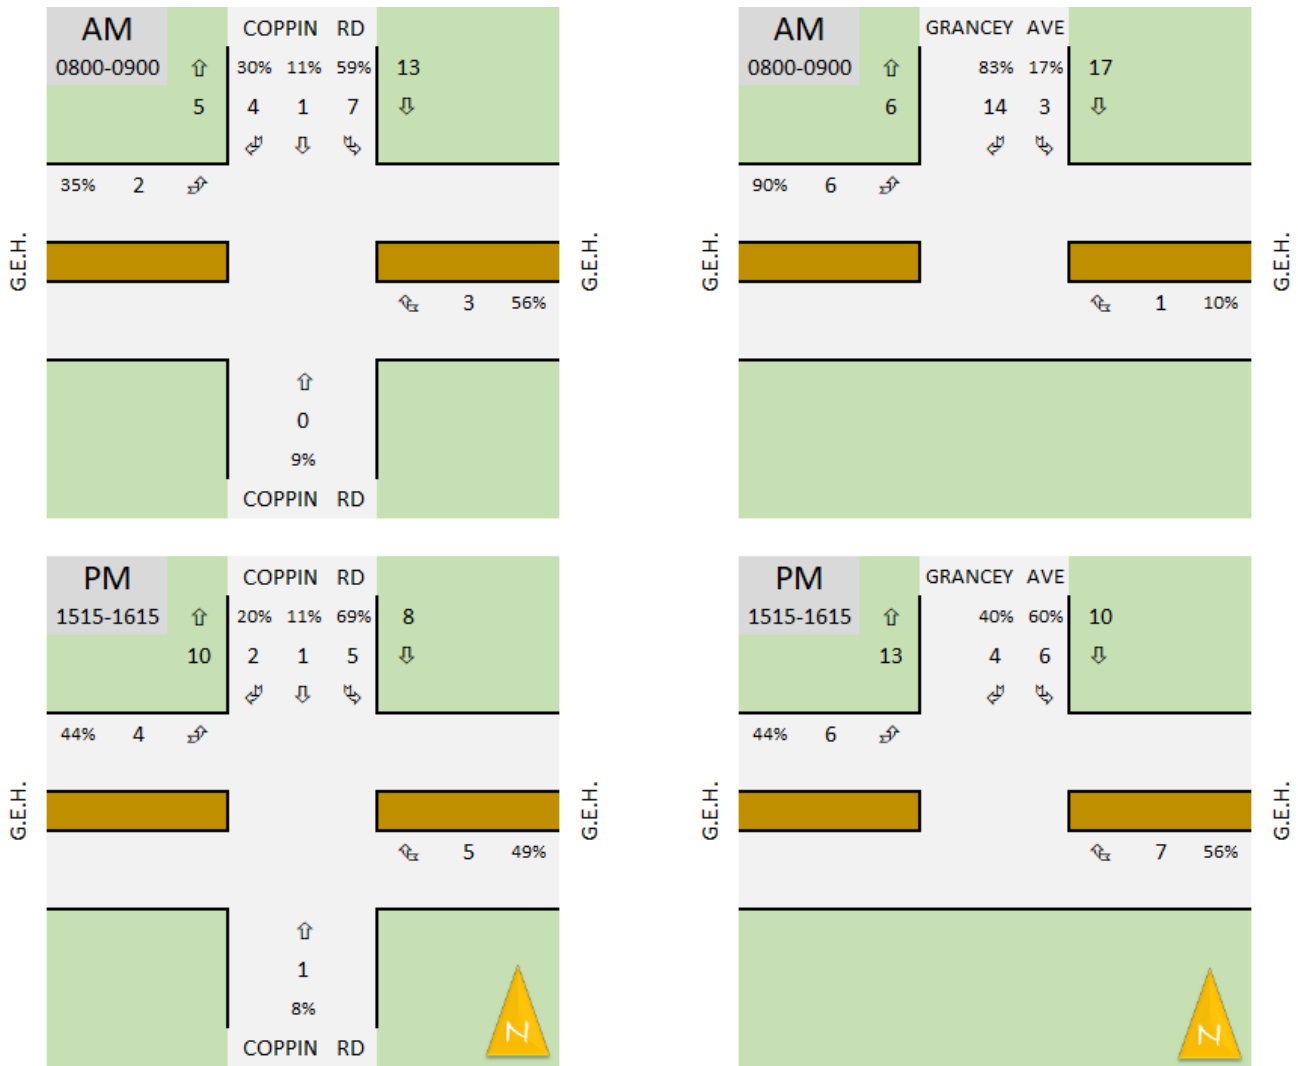 AM
0800-0900
COPPIN RD
30% 11% 59% 13
5 4 1 7
35% 2
G.E.H.
G.E.H.
3 56%
0
9%
COPPIN RD
AM
0800-0900
GRANCEY AVE
83% 17% 17
6 14 3
90% 6
G.E.H.
G.E.H.
1 10%
PM
1515-1615
COPPIN RD
20% 11% 69% 8
10 2 1 5
44% 4
G.E.H.
G.E.H.
5 49%
1
8%
COPPIN RD
N
PM
1515-1615
GRANCEY AVE
40% 60% 10
13 4 6
44% 6
G.E.H.
G.E.H.
7 56%
N